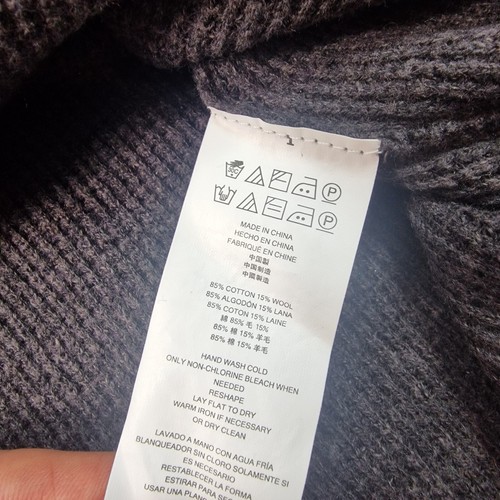 1
MADE IN CHINA
HECHO EN CHINA
FABRIQUÉ EN CHINE
中国製
中国制造
中國製造
85% COTTON 15% WOOL
85% ALGODÓN 15% LANA
85% COTON 15% LAINE
綿 85% 毛 15%
85% 棉 15% 羊毛
85% 棉 15% 羊毛
HAND WASH COLD
ONLY NON-CHLORINE BLEACH WHEN
NEEDED
RESHAPE
LAY FLAT TO DRY
WARM IRON IF NECESSARY
OR DRY CLEAN
LAVADO A MANO CON AGUA FRÍA
BLANQUEADOR SIN CLORO SOLAMENTE SI
ES NECESARIO
RESTABLECER LA FORMA
USAR UNA